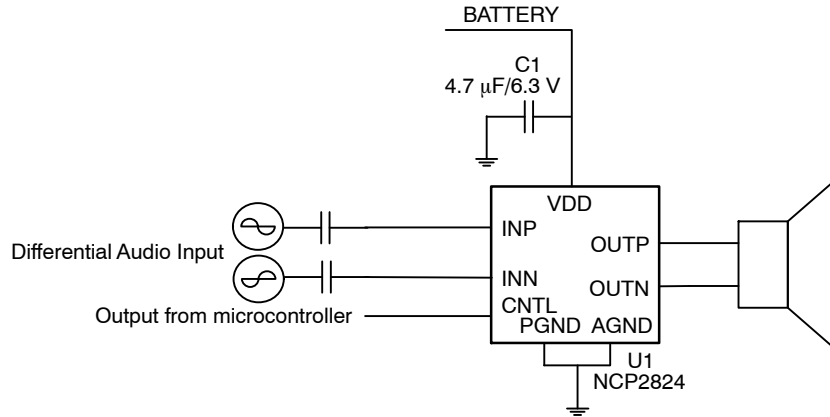 BATTERY
C1
4.7 μF/6.3 V
VDD
INP
OUTP
Differential Audio Input
INN
OUTN
CNTL
Output from microcontroller
PGND AGND
U1
NCP2824